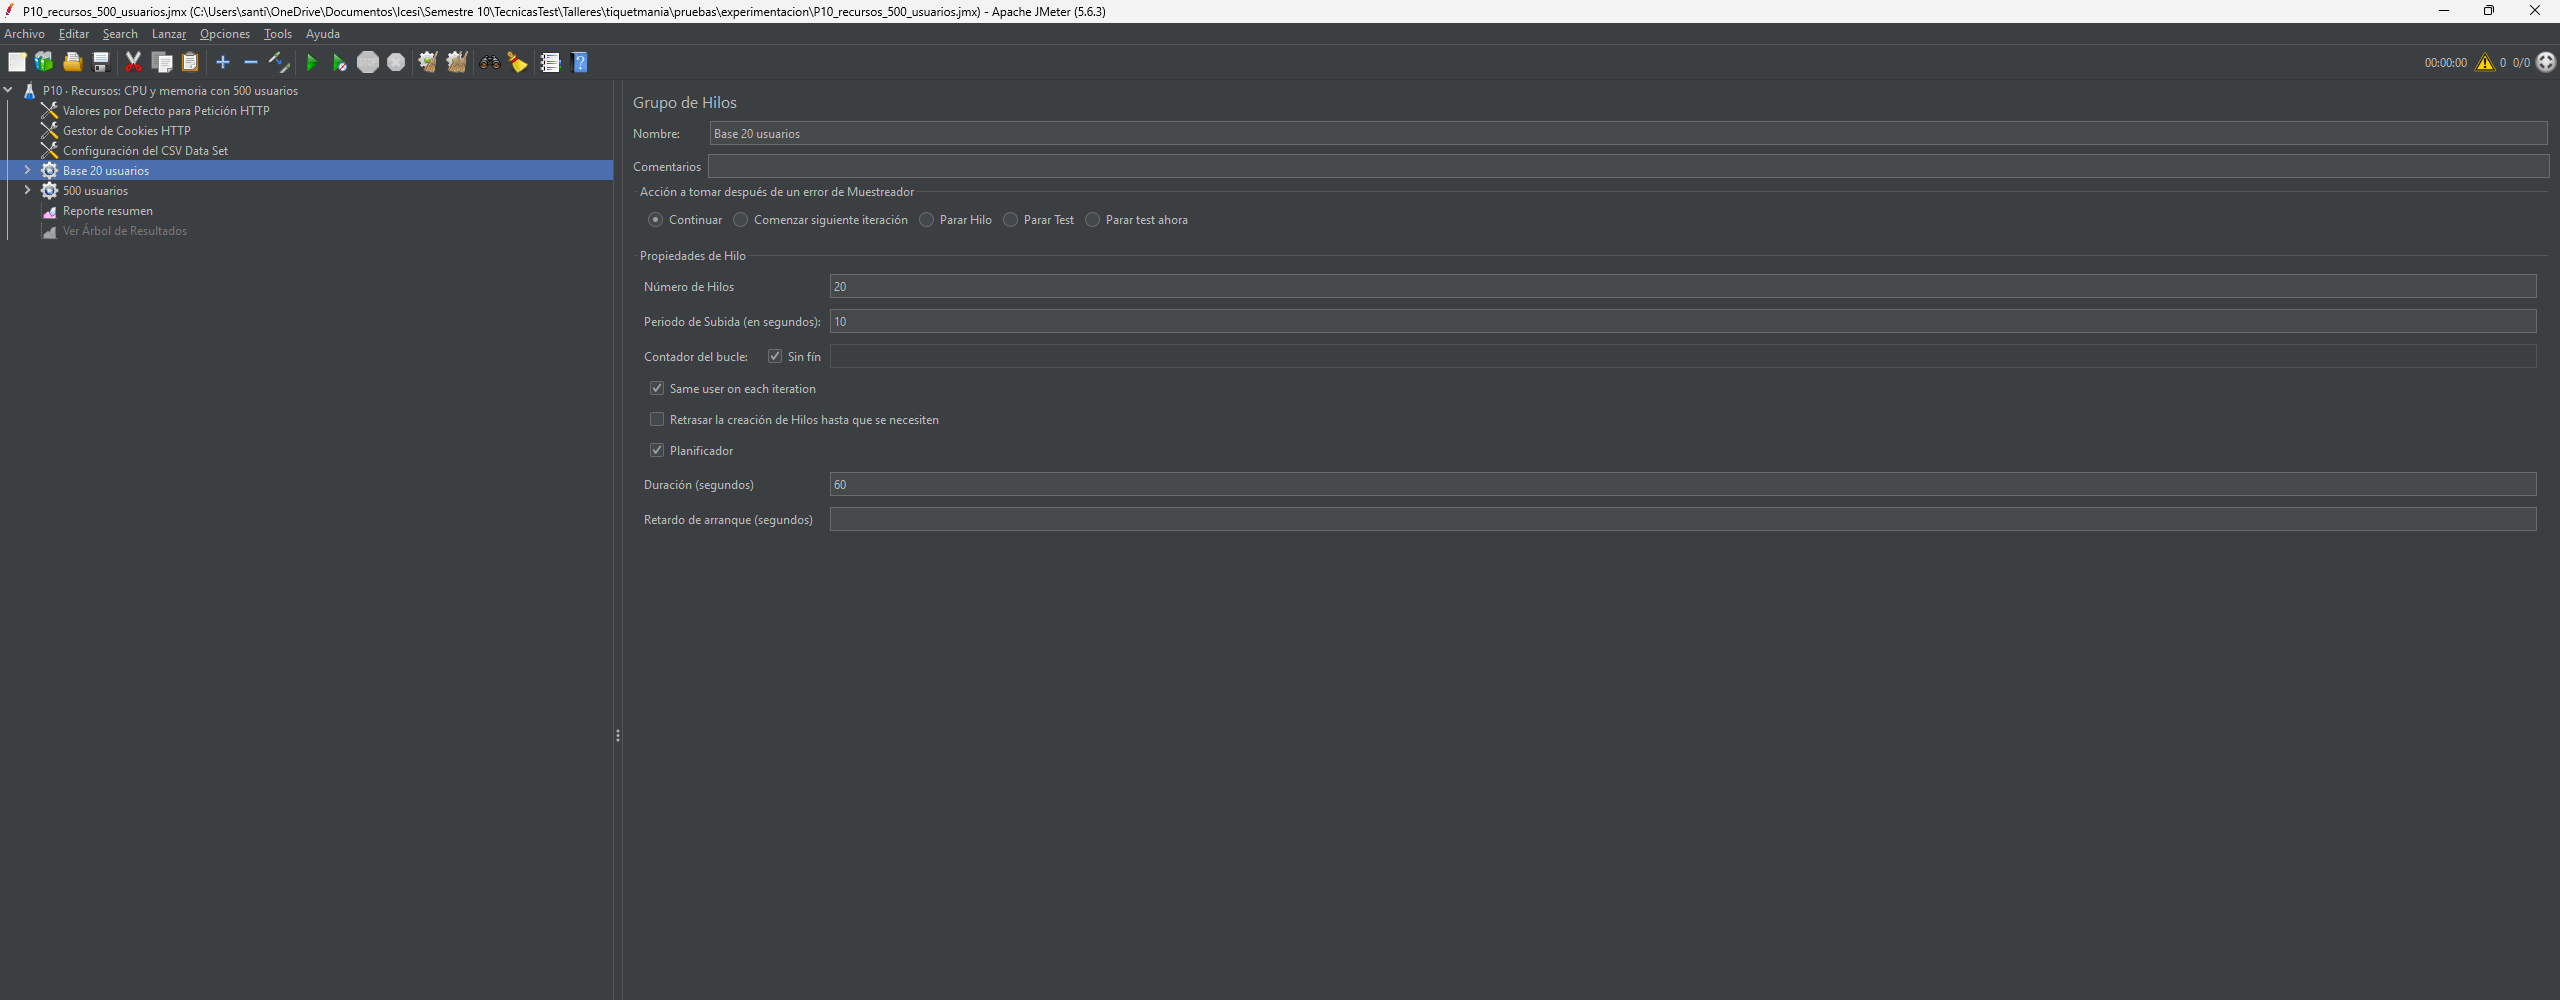 P10_recursos_500_usuarios.jmx (C:\Users\santi\OneDrive\Documentos\Icesi\Semestre 10\TecnicasTest\Talleres\tiquetmania\pruebas\experimentacion\P10_recursos_500_usuarios.jmx) - Apache JMeter (5.6.3)
Archivo Editar Search Lanzar Opciones Tools Ayuda
STOP ? 00:00:00 0 0/0
P10 · Recursos: CPU y memoria con 500 usuarios
Valores por Defecto para Petición HTTP
Gestor de Cookies HTTP
Configuración del CSV Data Set
Base 20 usuarios
500 usuarios
Reporte resumen
Ver Árbol de Resultados
Grupo de Hilos
Nombre: Base 20 usuarios
Comentarios
Acción a tomar después de un error de Muestreador
Continuar Comenzar siguiente iteración Parar Hilo Parar Test Parar test ahora
Propiedades de Hilo
Número de Hilos 20
Periodo de Subida (en segundos): 10
Contador del bucle: Sin fín
Same user on each iteration
Retrasar la creación de Hilos hasta que se necesiten
Planificador
Duración (segundos) 60
Retardo de arranque (segundos)